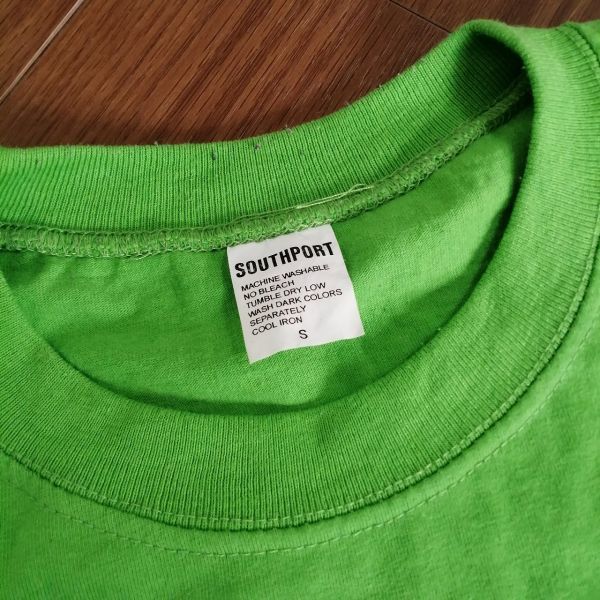 SOUTHPORT
MACHINE WASHABLE
NO BLEACH
TUMBLE DRY LOW
WASH DARK COLORS
SEPARATELY
COOL IRON
S